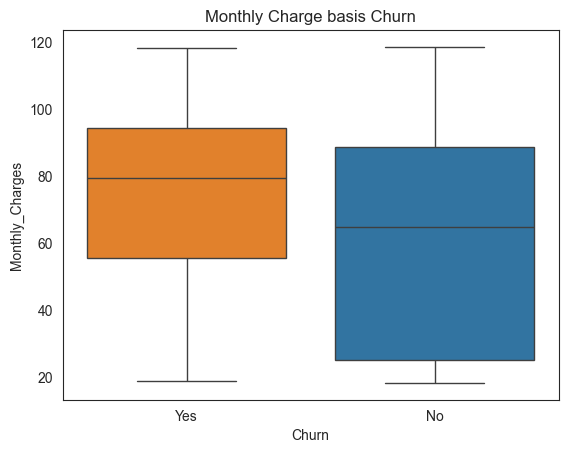 Monthly Charge basis Churn
Monthly_Charges
120
100
80
60
40
20
Yes
No
Churn